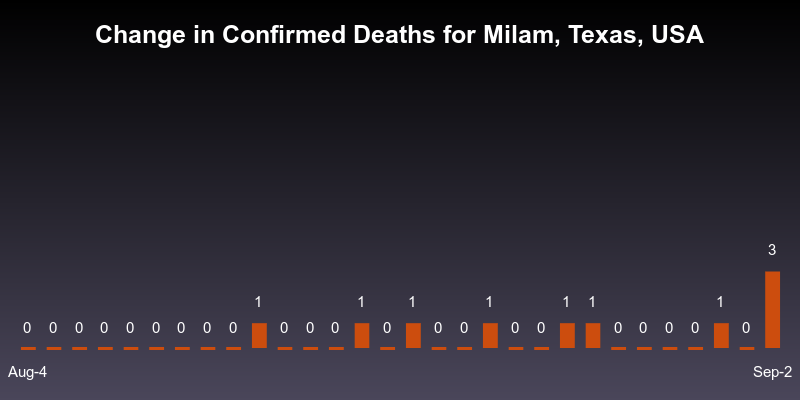 Change in Confirmed Deaths for Milam, Texas, USA
3
1 1 1 1 1 1 1
0 0 0 0 0 0 0 0 0 0 0 0 0 0 0 0 0 0 0 0 0 0
Aug-4 Sep-2